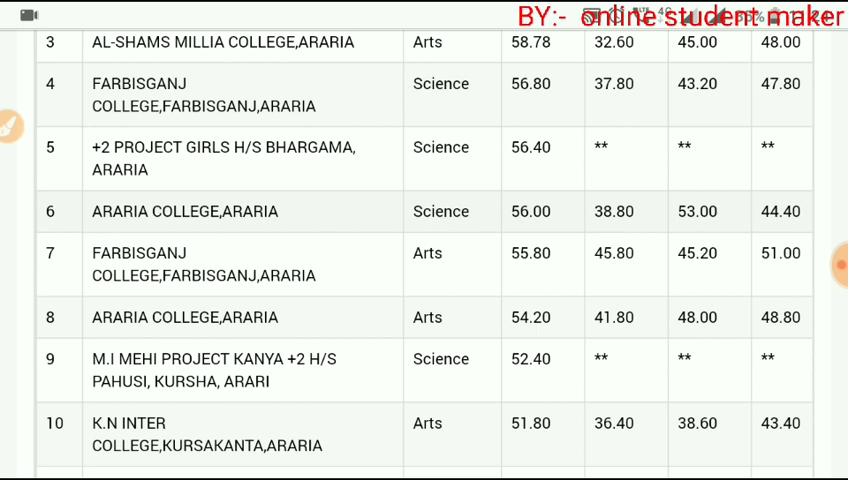 BY:- online student maker
3 AL-SHAMS MILLIA COLLEGE,ARARIA Arts 58.78 32.60 45.00 48.00
4 FARBISGANJ Science 56.80 37.80 43.20 47.80
COLLEGE,FARBISGANJ,ARARIA
5 +2 PROJECT GIRLS H/S BHARGAMA, Science 56.40 ** ** **
ARARIA
6 ARARIA COLLEGE,ARARIA Science 56.00 38.80 53.00 44.40
7 FARBISGANJ Arts 55.80 45.80 45.20 51.00
COLLEGE,FARBISGANJ,ARARIA
8 ARARIA COLLEGE,ARARIA Arts 54.20 41.80 48.00 48.80
9 M.I MEHI PROJECT KANYA +2 H/S Science 52.40 ** ** **
PAHUSI, KURSHA, ARARI
10 K.N INTER Arts 51.80 36.40 38.60 43.40
COLLEGE,KURSAKANTA,ARARIA